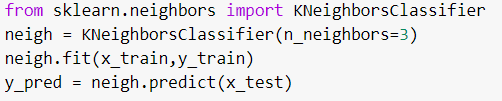 from sklearn.neighbors import KNeighborsClassifier
neigh = KNeighborsClassifier(n_neighbors=3)
neigh.fit(x_train,y_train)
y_pred = neigh.predict(x_test)